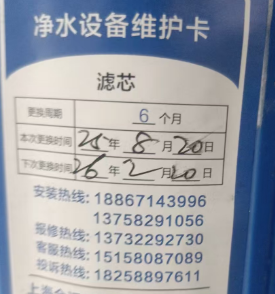 净水设备维护卡
滤芯
更换周期 6 个月
本次更换时间 25 年 8 月 20 日
下次更换时间 26 年 2 月 20 日
安装热线: 18867143996
13758291056
报修热线: 13732292730
客服热线: 15158087089
投诉热线: 18258897611
上海